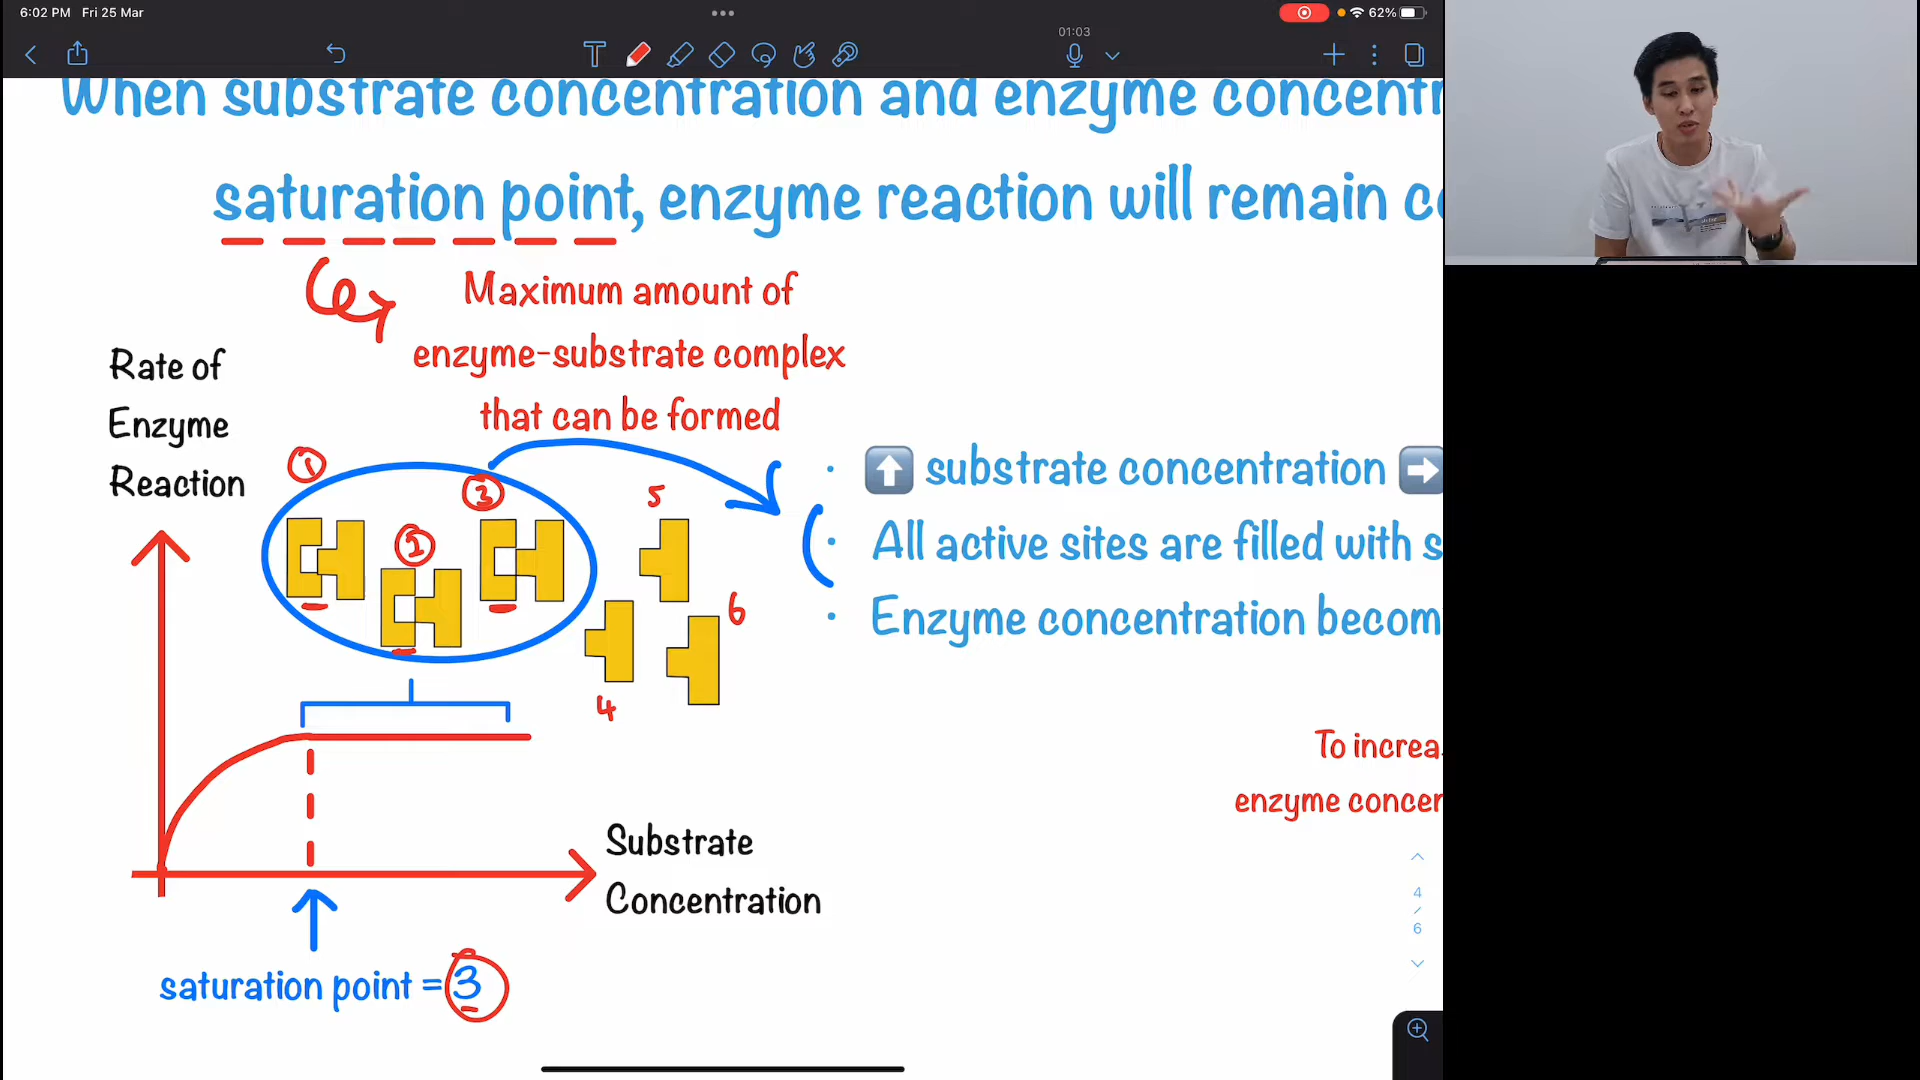 6:02 PM Fri 25 Mar
62%
01:03
When substrate concentration and enzyme concentr
saturation point, enzyme reaction will remain co
Maximum amount of
enzyme-substrate complex
that can be formed
Rate of
Enzyme
Reaction
1
2
3
5
6
4
substrate concentration
All active sites are filled with s
Enzyme concentration becom
To increa
enzyme concer
Substrate
Concentration
saturation point = 3
4
/
6